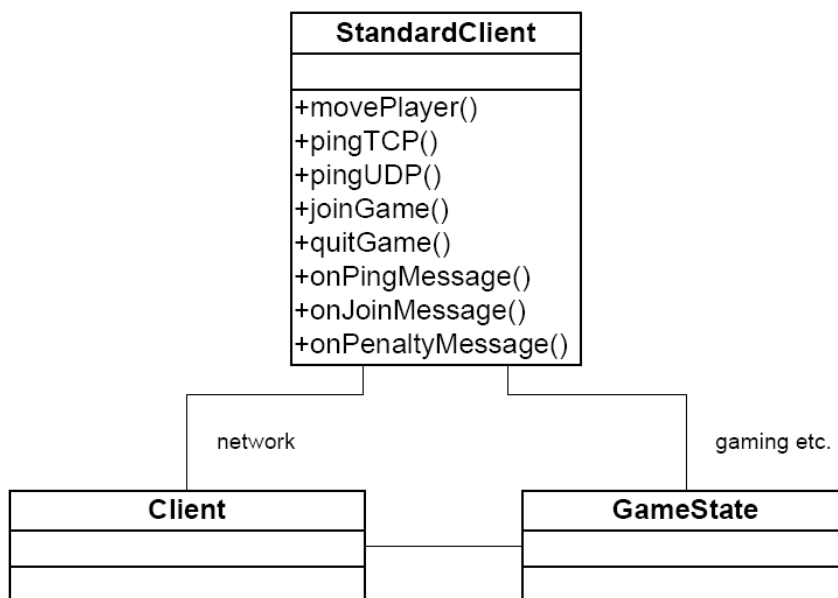 StandardClient
+movePlayer()
+pingTCP()
+pingUDP()
+joinGame()
+quitGame()
+onPingMessage()
+onJoinMessage()
+onPenaltyMessage()
network
gaming etc.
Client
GameState